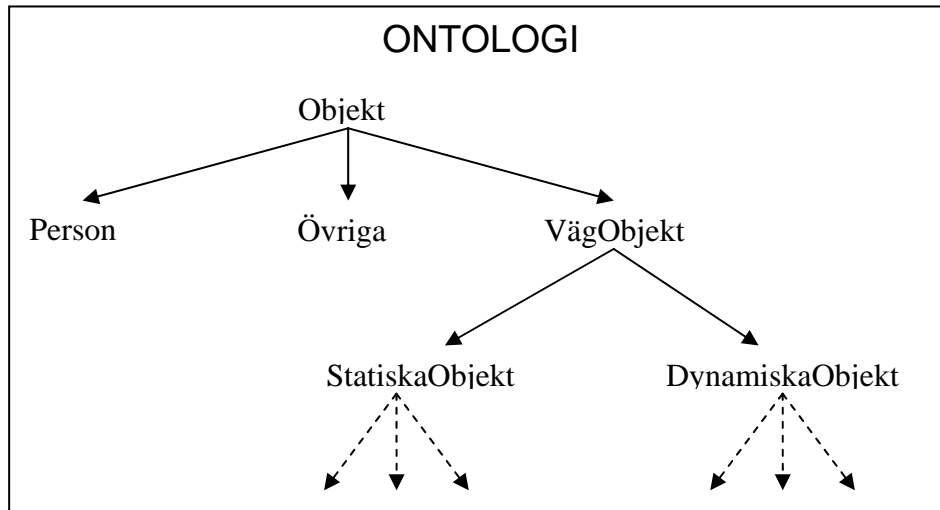 ONTOLOGI
Objekt
Person Övriga VägObjekt
StatiskaObjekt DynamiskaObjekt